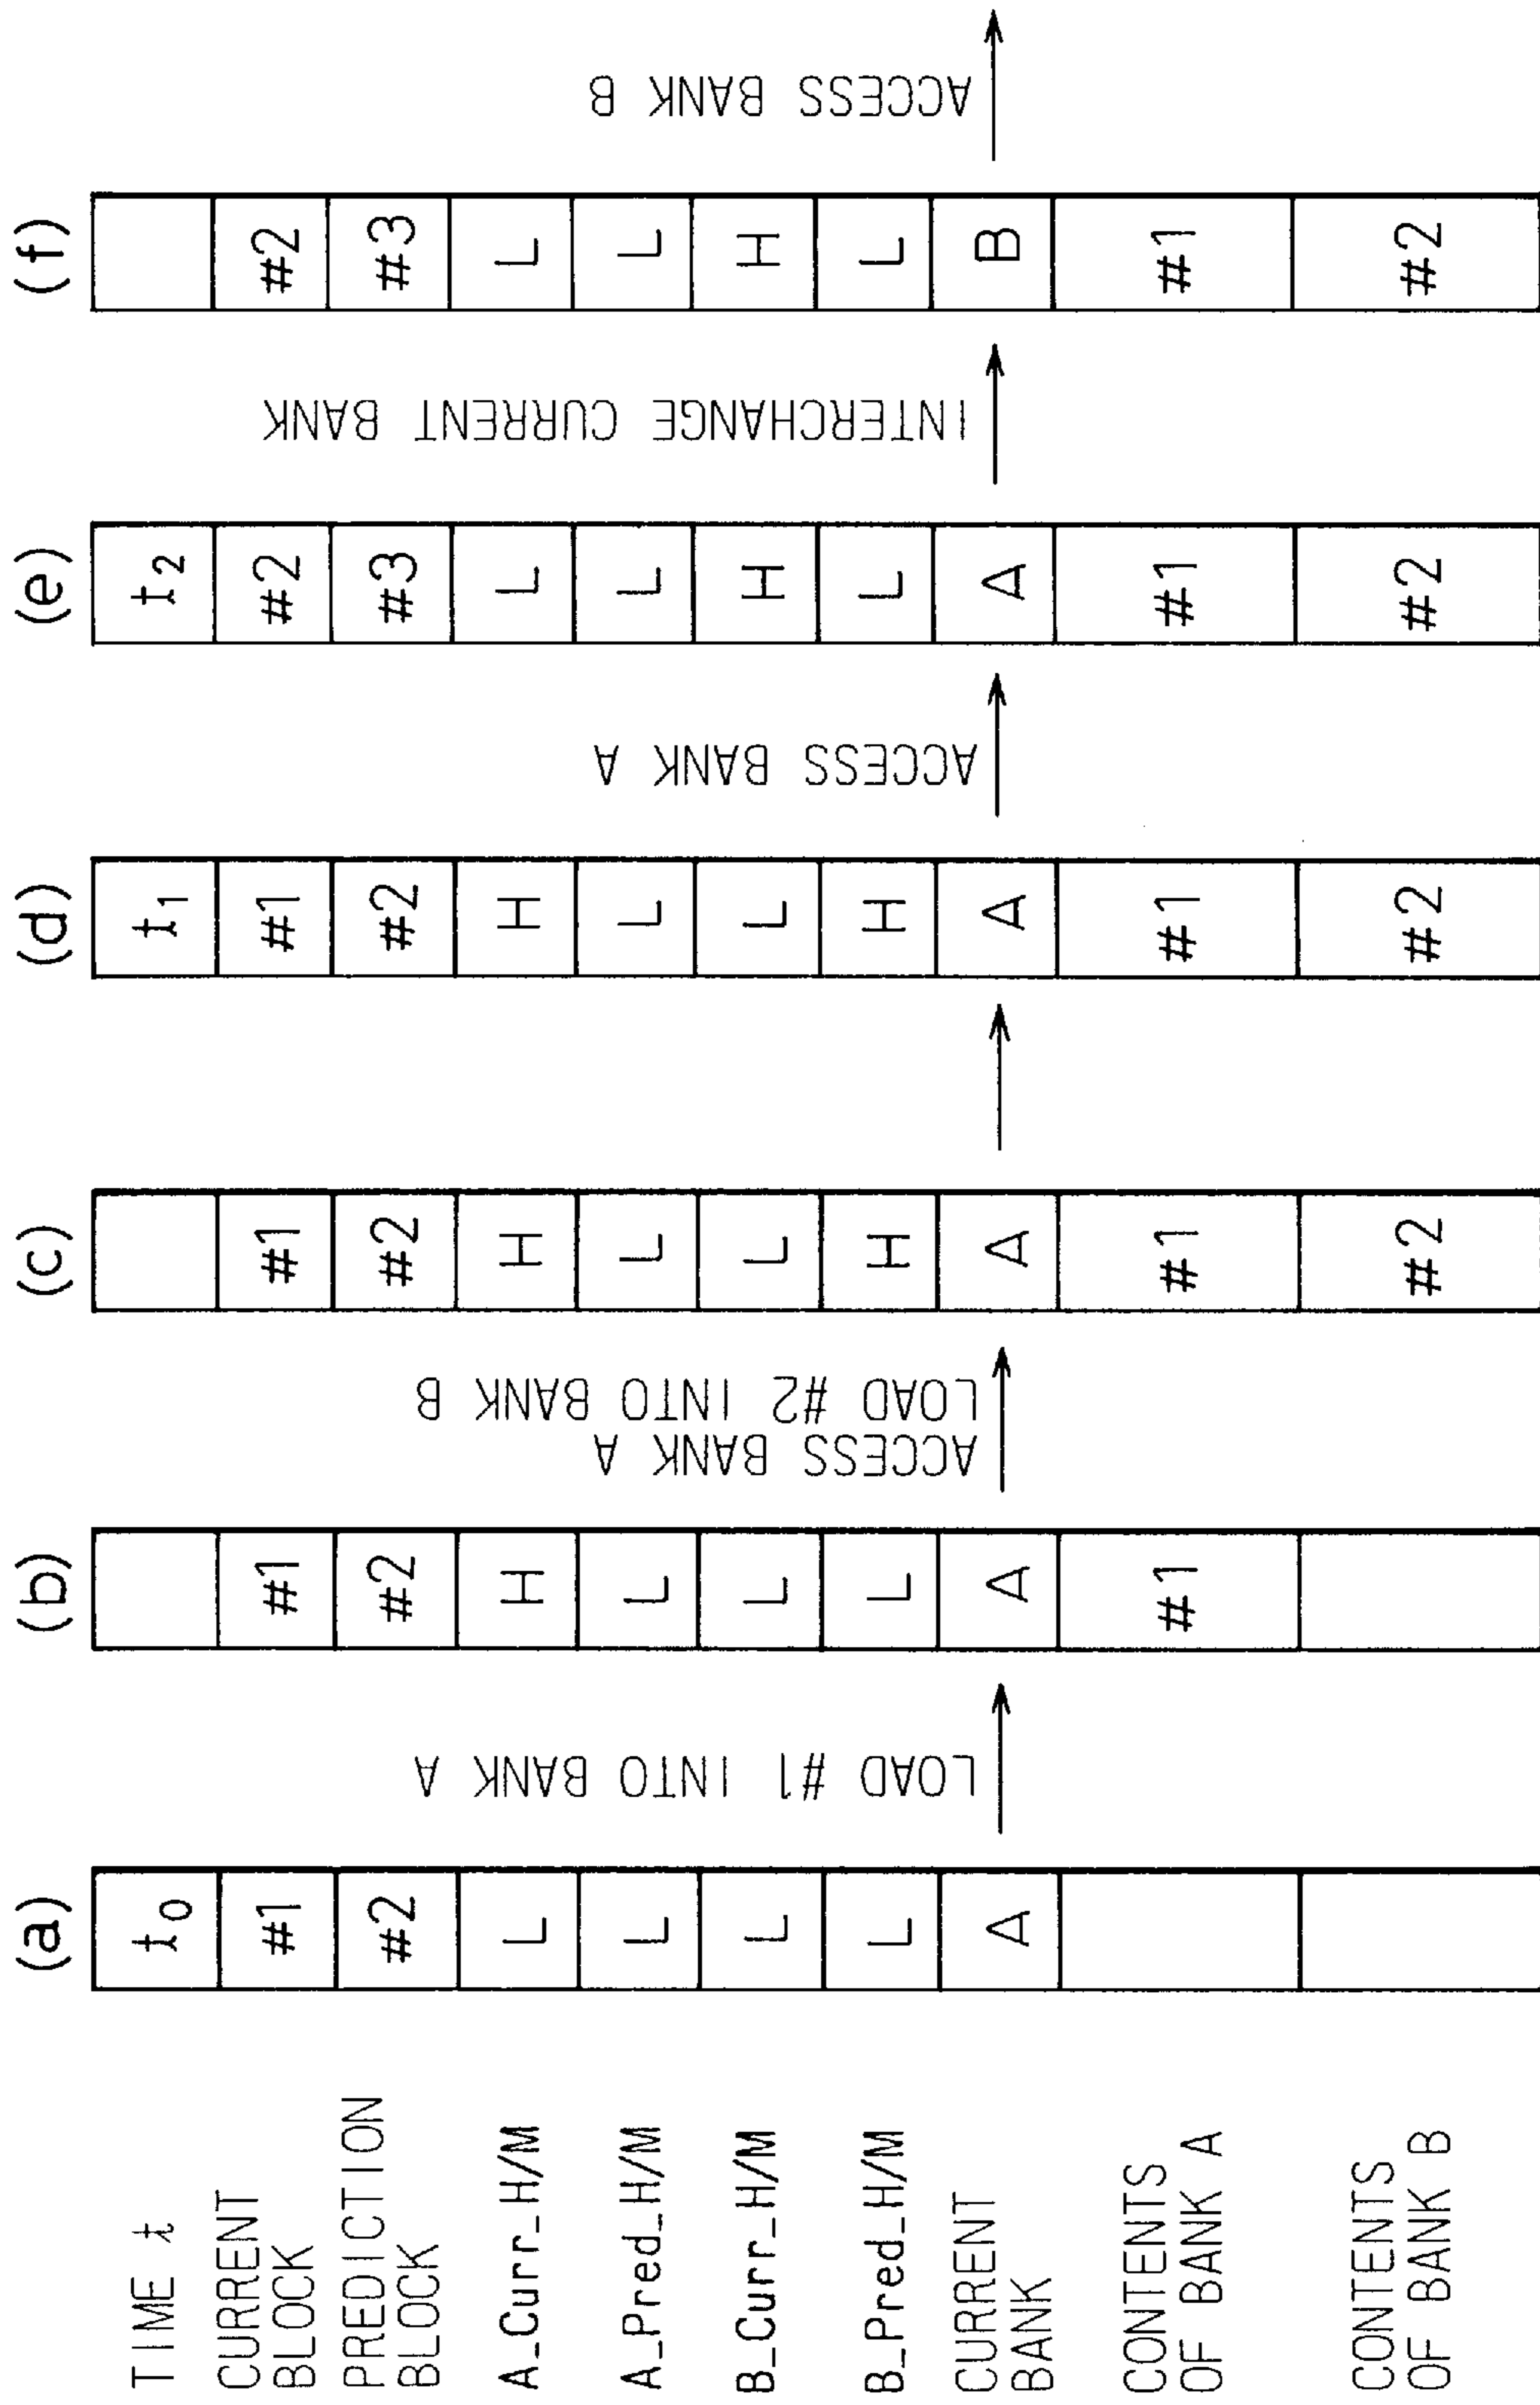 (a) (b) (c) (d) (e) (f)
TIME t t0 t1 t2
CURRENT
BLOCK #1 #1 #1 #1 #2 #2
PREDICTION
BLOCK #2 #2 #2 #2 #3 #3
A_Curr_H/M L H H H L L
A_Pred_H/M L L L L L L
B_Curr_H/M L L L L H H
B_Pred_H/M L L H H L L
CURRENT
BANK A A A A A B
CONTENTS
OF BANK A #1 #1 #1 #1 #1
CONTENTS
OF BANK B #2 #2 #2 #2
LOAD #1 INTO BANK A
ACCESS BANK A
LOAD #2 INTO BANK B
ACCESS BANK A
INTERCHANGE CURRENT BANK
ACCESS BANK B